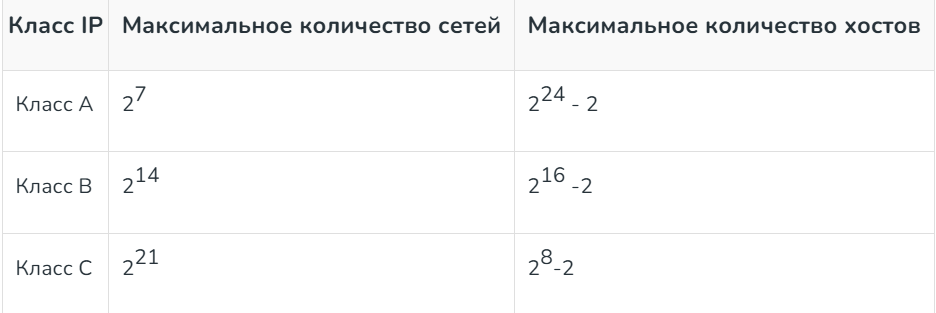 Класс IP Максимальное количество сетей Максимальное количество хостов
Класс A 2^7 2^24 - 2
Класс B 2^14 2^16 -2
Класс C 2^21 2^8-2